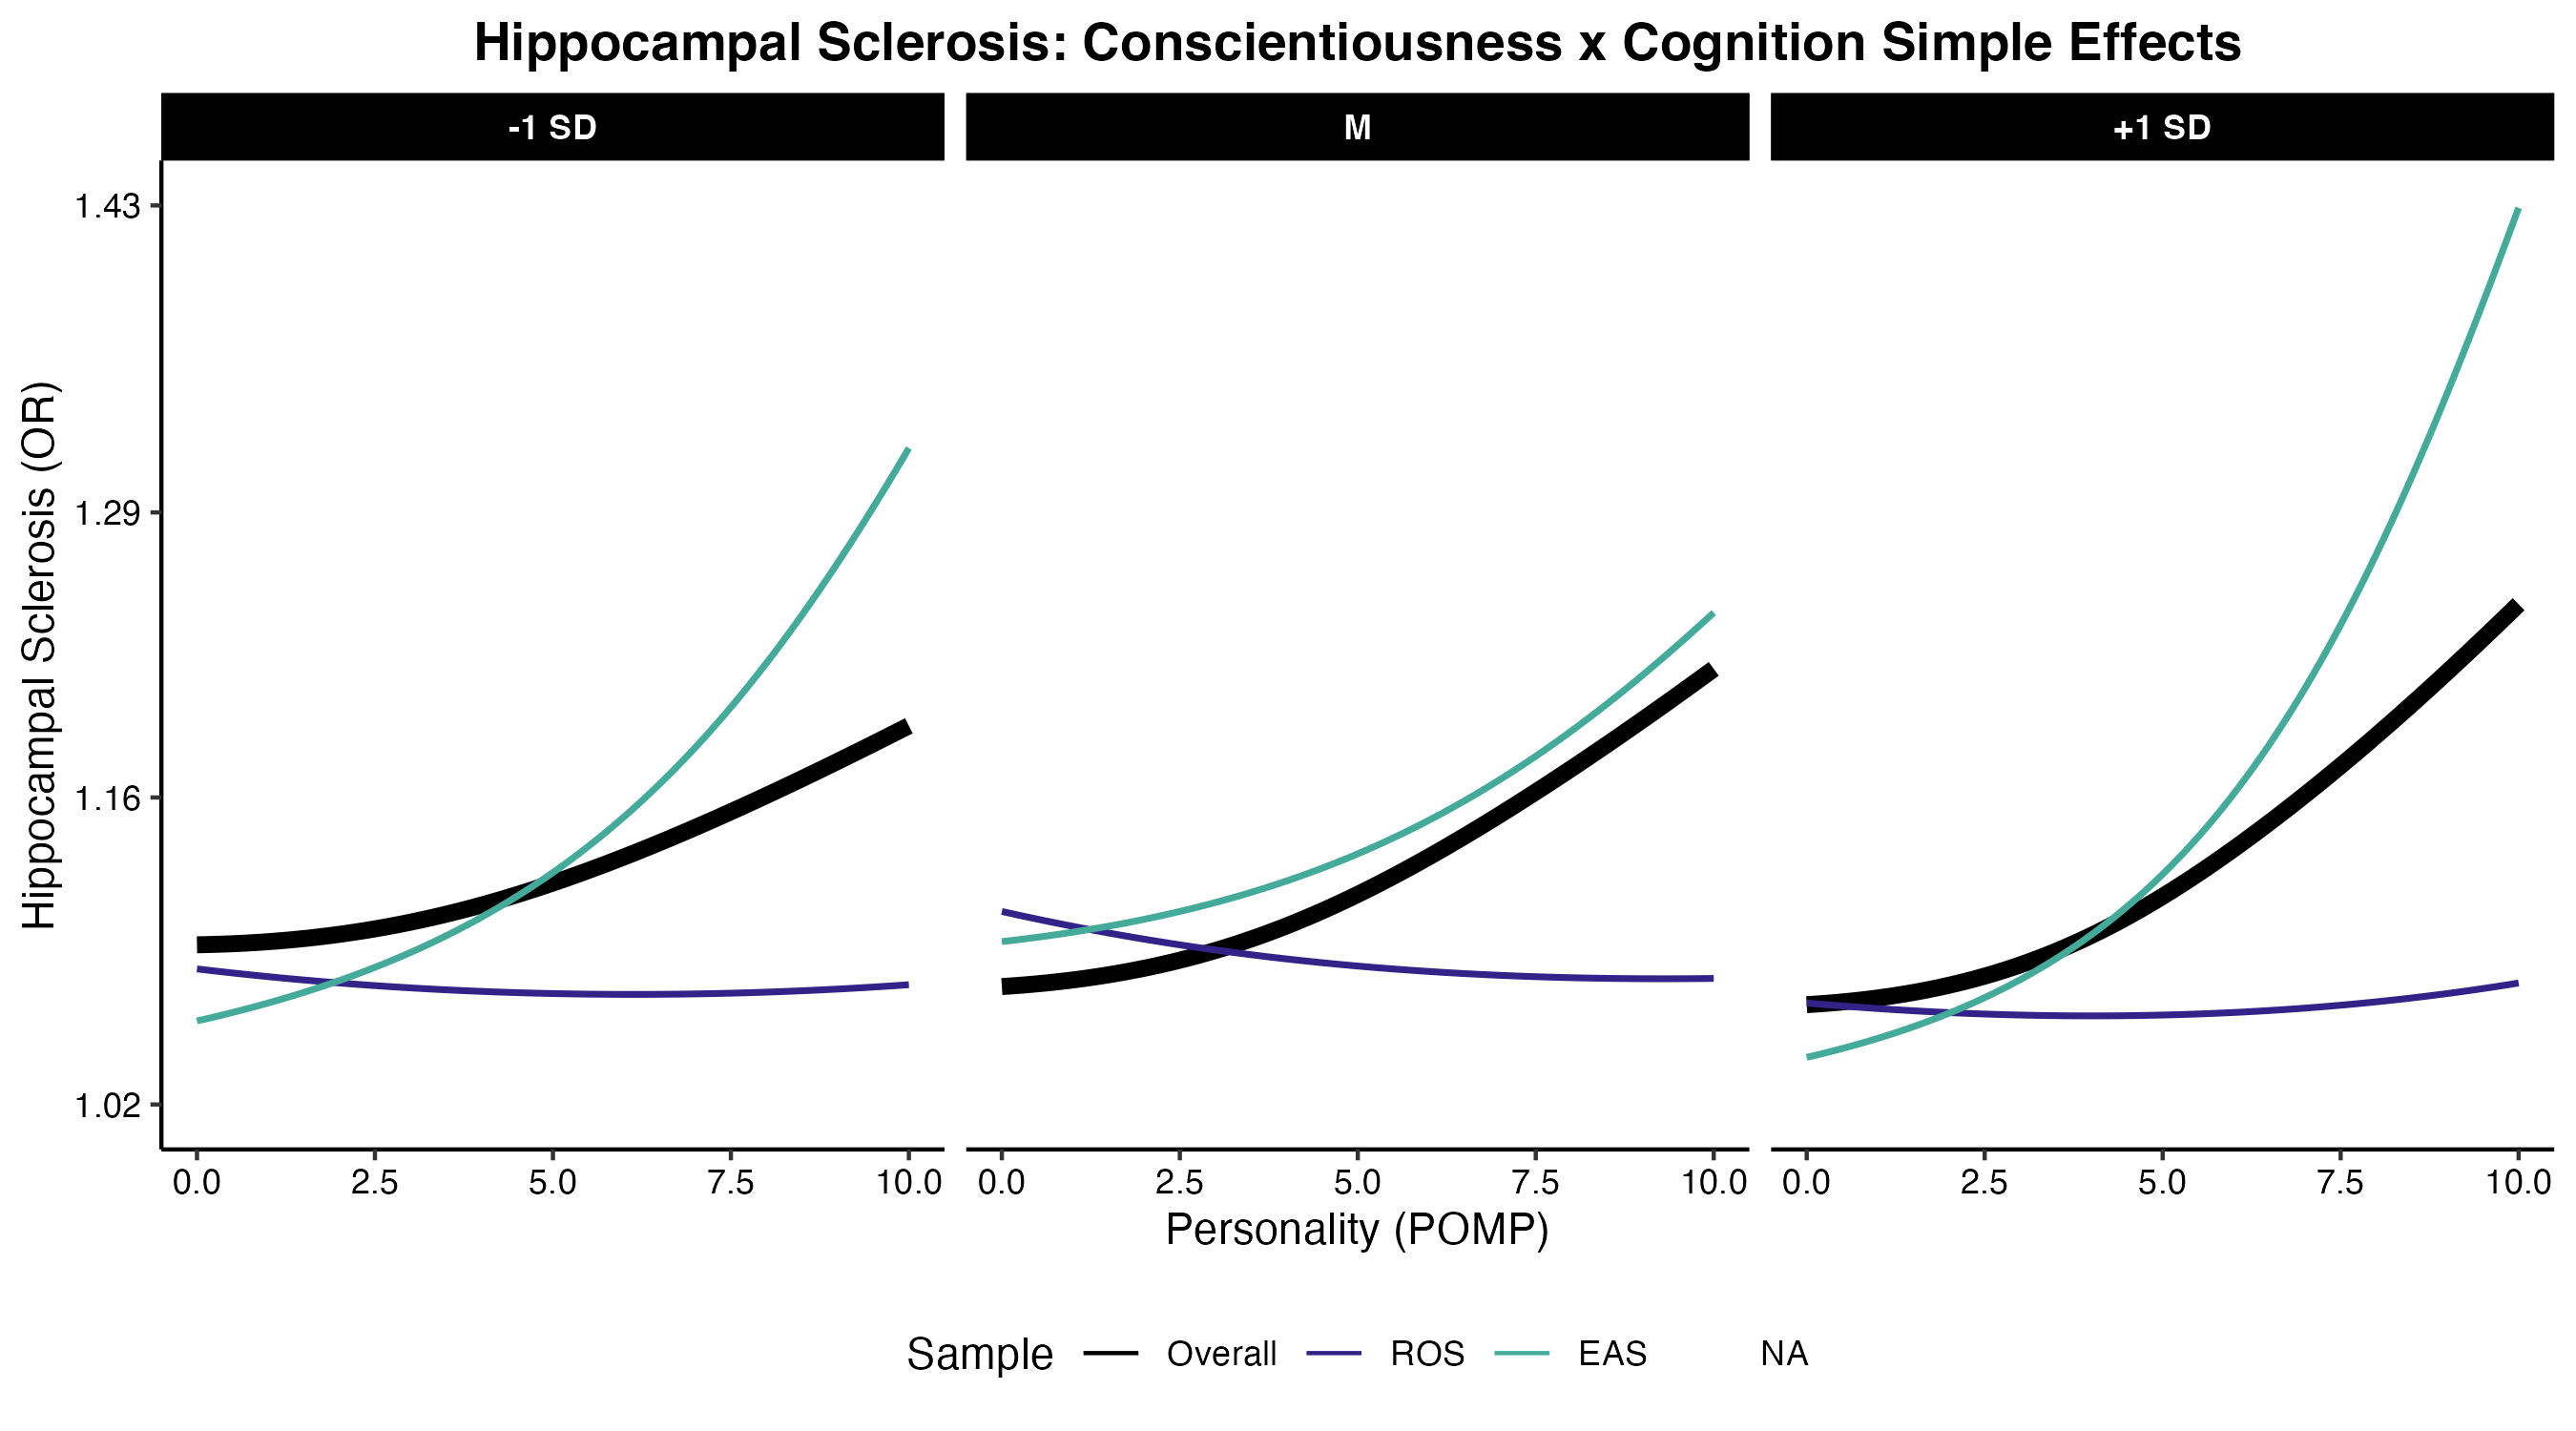 Hippocampal Sclerosis: Conscientiousness x Cognition Simple Effects
-1 SD
M
+1 SD
Hippocampal Sclerosis (OR)
1.43
1.29
1.16
1.02
0.0 2.5 5.0 7.5 10.0
0.0 2.5 5.0 7.5 10.0
0.0 2.5 5.0 7.5 10.0
Personality (POMP)
Sample Overall ROS EAS NA